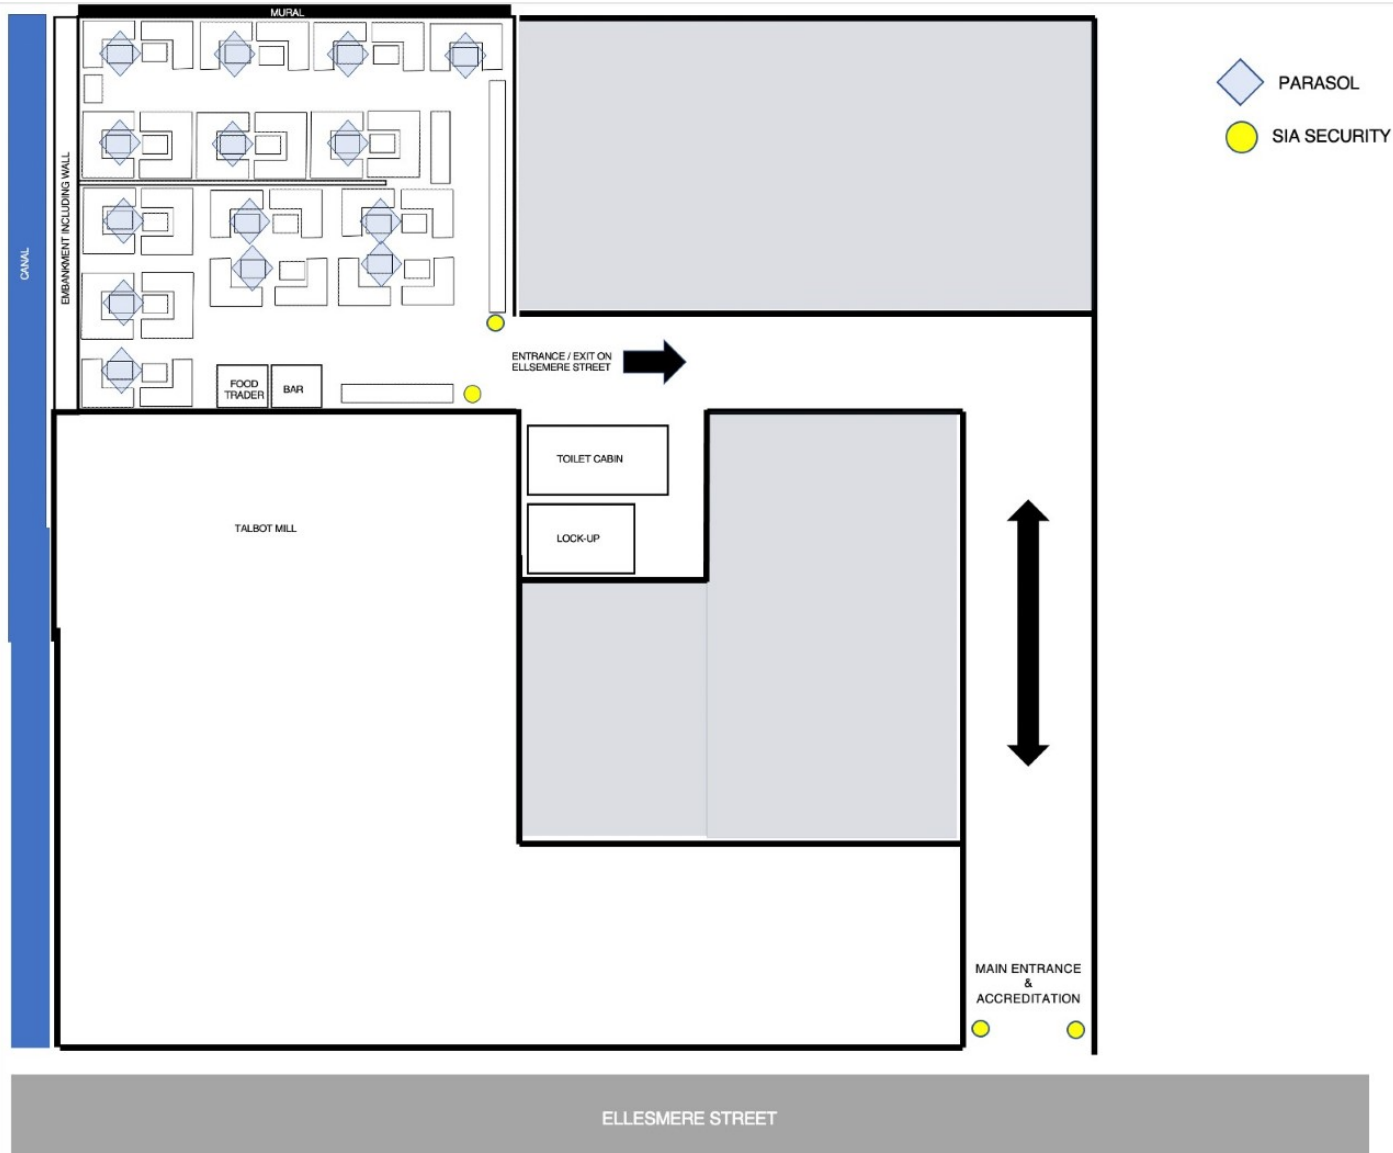 MURAL
PARASOL
SIA SECURITY
EMBANKMENT INCLUDING WALL
CANAL
ENTRANCE / EXIT ON
ELLSEMERE STREET
FOOD
TRADER
BAR
TOILET CABIN
TALBOT MILL
LOCK-UP
MAIN ENTRANCE
&
ACCREDITATION
ELLESMERE STREET